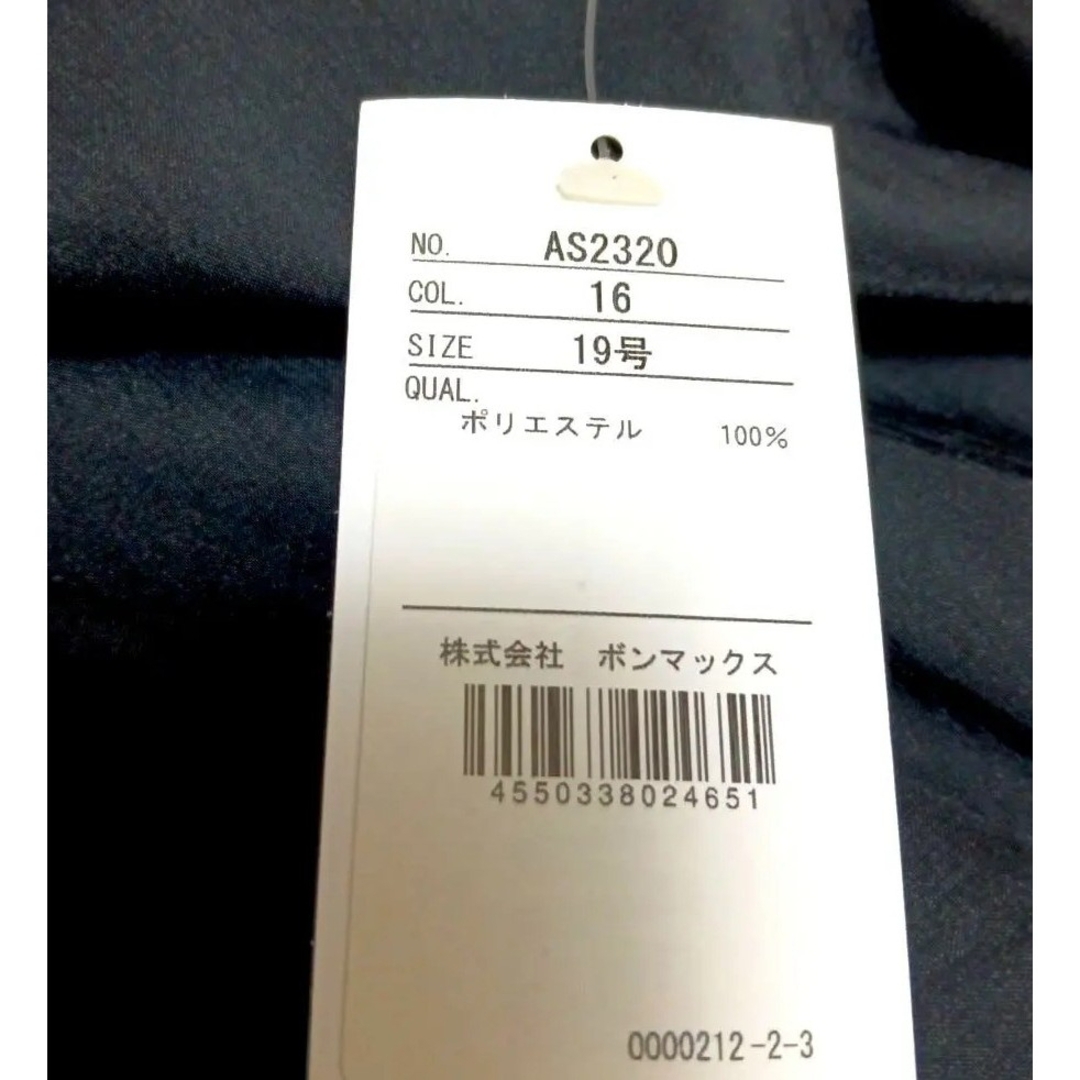 NO. AS2320
COL. 16
SIZE 19号
QUAL.
ポリエステル 100%
株式会社 ボンマックス
4550338024651
0000212-2-3